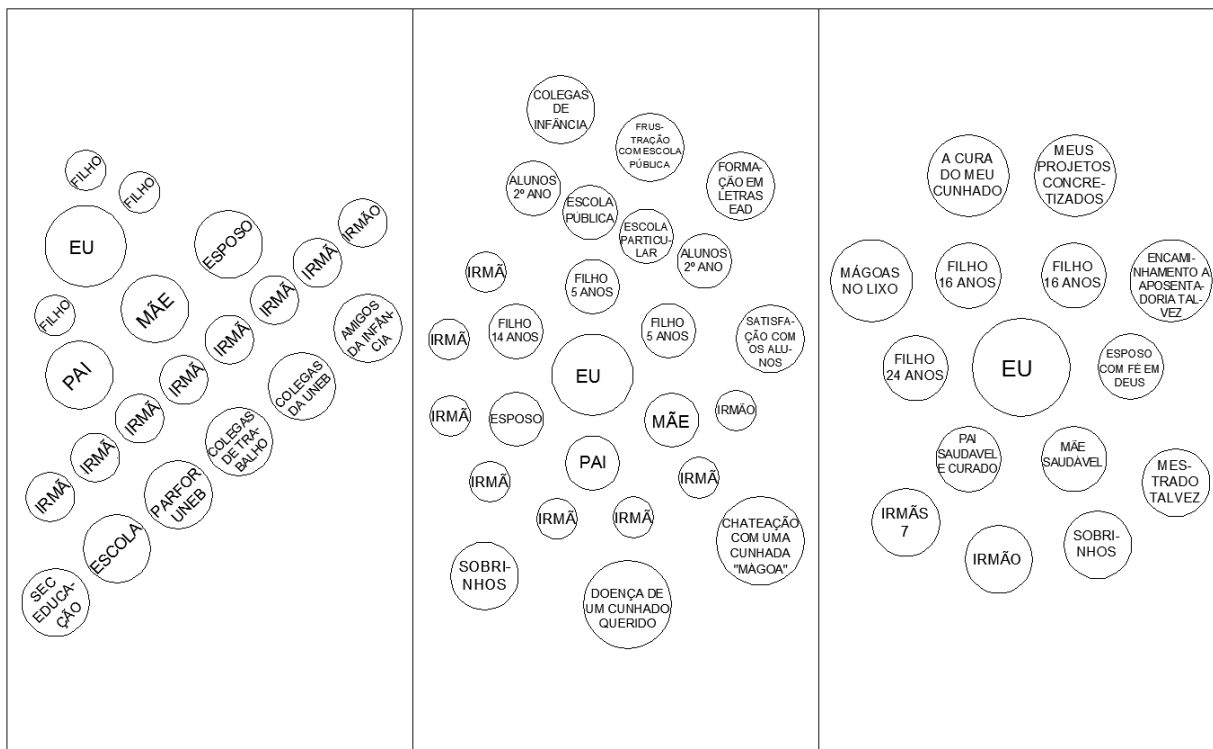 FILHO
FILHO
EU
ESPOSO
IRMÃO
IRMÃ
IRMÃ
IRMÃ
IRMÃ
IRMÃ
IRMÃ
IRMÃ
MÃE
FILHO
PAI
AMIGOS
DA INFÂN-
CIA
COLEGAS
DA UNEB
COLEGAS
DE TRA-
BALHO
PARFOR
UNEB
ESCOLA
SEC
EDUCA-
ÇÃO
COLEGAS
DE
INFÂNCIA
FRUS-
TRAÇÃO
COM ESCOLA
PÚBLICA
FORMA-
ÇÃO EM
LETRAS
EAD
ALUNOS
2º ANO
ESCOLA
PÚBLICA
ESCOLA
PARTICU-
LAR
ALUNOS
2º ANO
IRMÃ
FILHO
5 ANOS
IRMÃ
FILHO
14 ANOS
FILHO
5 ANOS
SATISFA-
ÇÃO COM
OS ALU-
NOS
EU
IRMÃ
ESPOSO
MÃE
IRMÃO
PAI
IRMÃ
IRMÃ
IRMÃ
IRMÃ
CHATEAÇÃO
COM UMA
CUNHADA
"MÁGOA"
SOBRI-
NHOS
DOENÇA DE
UM CUNHADO
QUERIDO
A CURA
DO MEU
CUNHADO
MEUS
PROJETOS
CONCRE-
TIZADOS
MÁGOAS
NO LIXO
FILHO
16 ANOS
FILHO
16 ANOS
ENCAMI-
NHAMENTO A
APOSENTA-
DORIA TAL-
VEZ
FILHO
24 ANOS
EU
ESPOSO
COM FÉ EM
DEUS
PAI
SAUDAVEL
E CURADO
MÃE
SAUDÁVEL
MES-
TRADO
TALVEZ
IRMÃS
7
IRMÃO
SOBRI-
NHOS